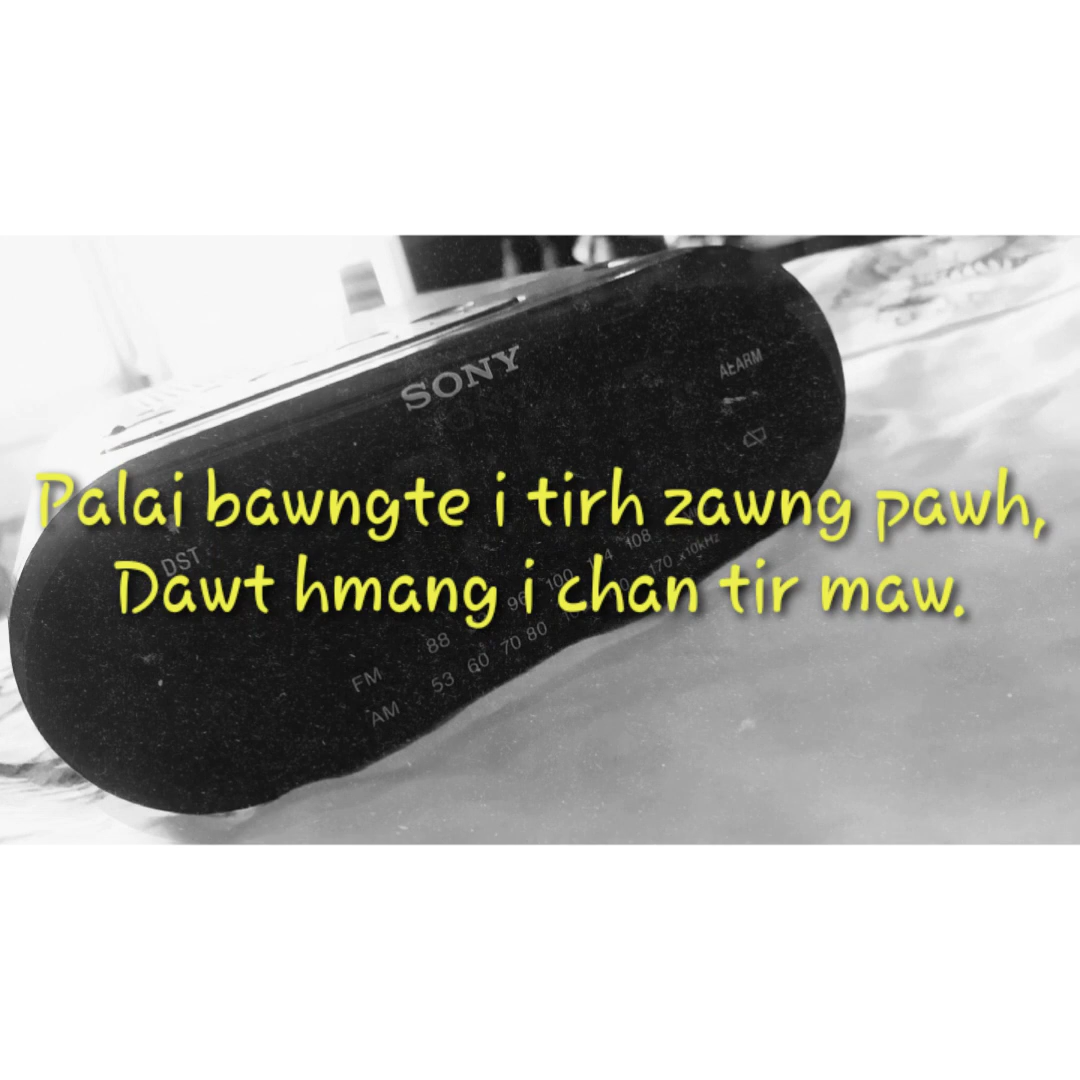 SONY
ALARM
Palai bawngte i tirh zawng pawh,
DST
Dawt hmang i chan tir maw.
FM 88 96 100 108
AM 53 60 70 80 170 x10kHz